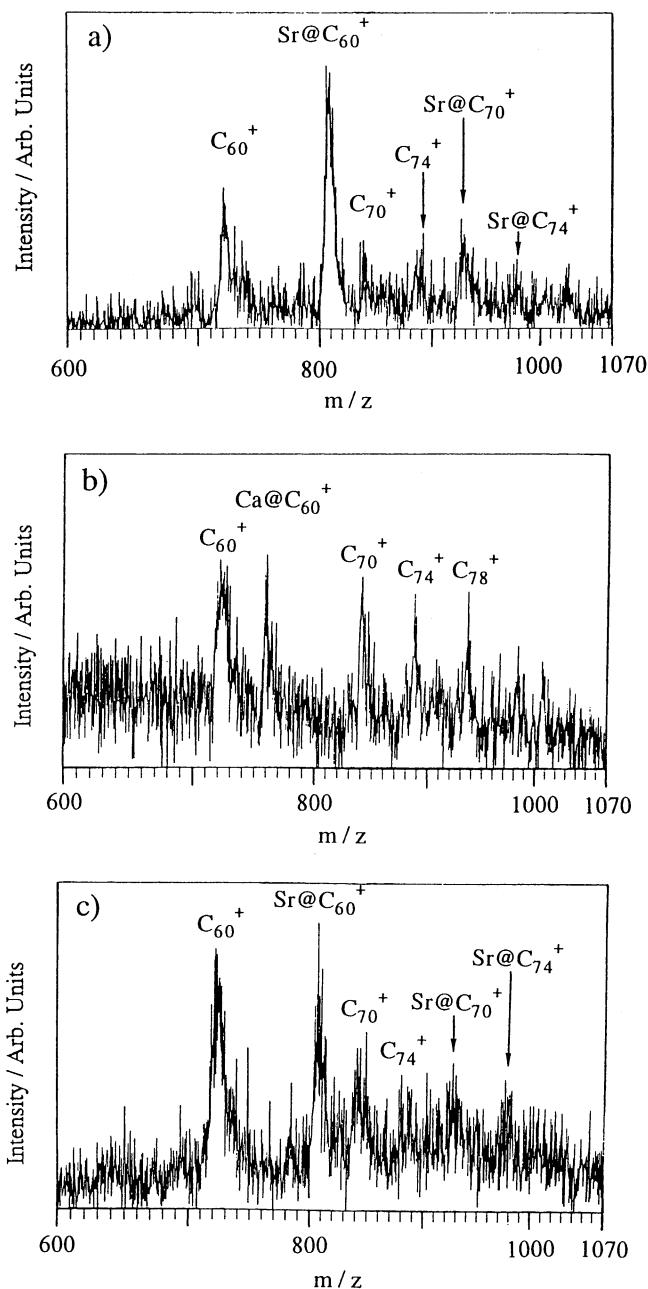 a)
Sr@C60+
C60+
Sr@C70+
C74+
C70+
Sr@C74+
Intensity / Arb. Units
600
800
1000
1070
m / z
b)
Ca@C60+
C60+
C70+
C74+
C78+
Intensity / Arb. Units
600
800
1000
1070
m / z
c)
Sr@C60+
C60+
Sr@C74+
C70+
Sr@C70+
C74+
Intensity / Arb. Units
600
800
1000
1070
m / z